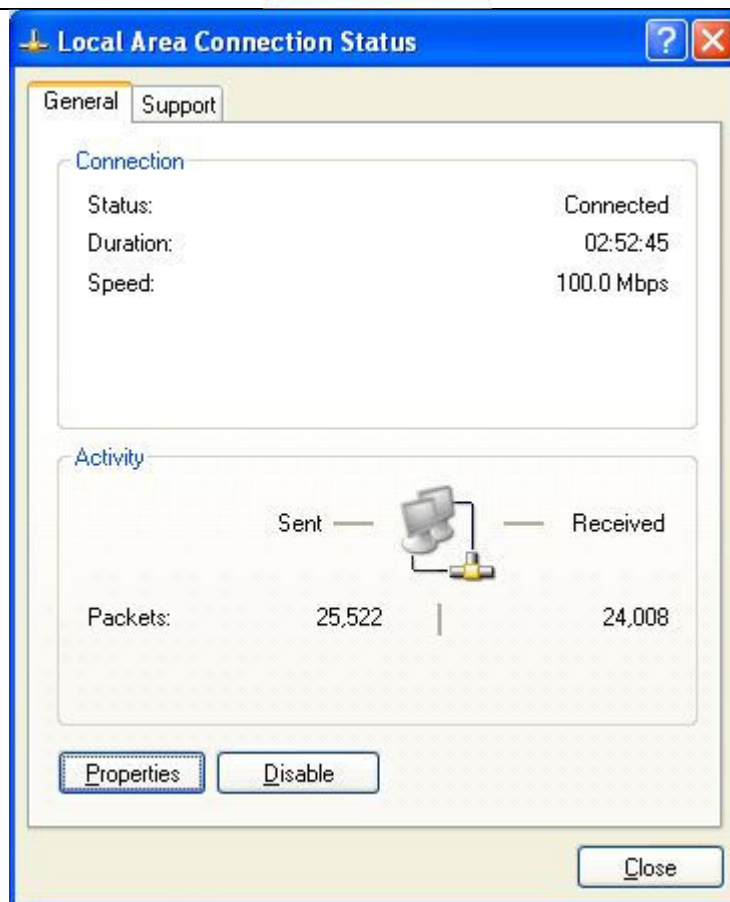 Local Area Connection Status
General Support
Connection
Status: Connected
Duration: 02:52:45
Speed: 100.0 Mbps
Activity
Sent Received
Packets: 25,522 24,008
Properties Disable
Close